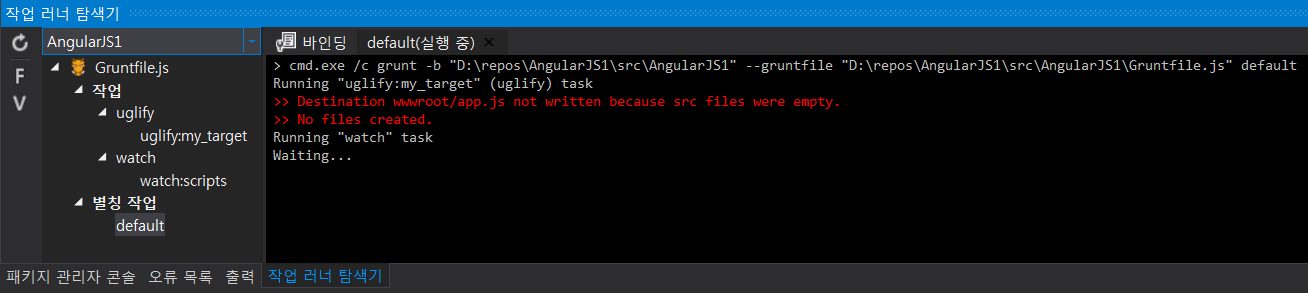 작업 러너 탐색기
AngularJS1
바인딩
default(실행 중)
F
V
Gruntfile.js
작업
uglify
uglify:my_target
watch
watch:scripts
별칭 작업
default
> cmd.exe /c grunt -b "D:\repos\AngularJS1\src\AngularJS1" --gruntfile "D:\repos\AngularJS1\src\AngularJS1\Gruntfile.js" default
Running "uglify:my_target" (uglify) task
>> Destination wwwroot/app.js not written because src files were empty.
>> No files created.
Running "watch" task
Waiting...
패키지 관리자 콘솔 오류 목록 출력 작업 러너 탐색기